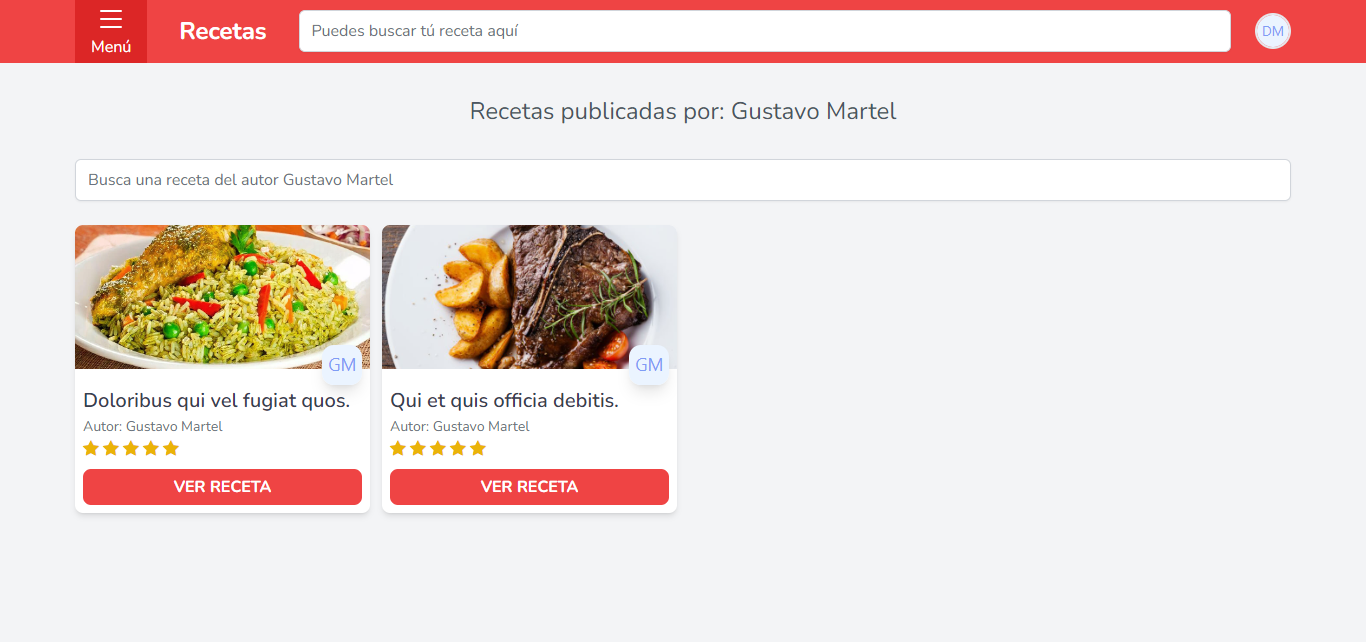 Menú
Recetas
Puedes buscar tú receta aquí
DM
Recetas publicadas por: Gustavo Martel
Busca una receta del autor Gustavo Martel
GM
Doloribus qui vel fugiat quos.
Autor: Gustavo Martel
VER RECETA
GM
Qui et quis officia debitis.
Autor: Gustavo Martel
VER RECETA